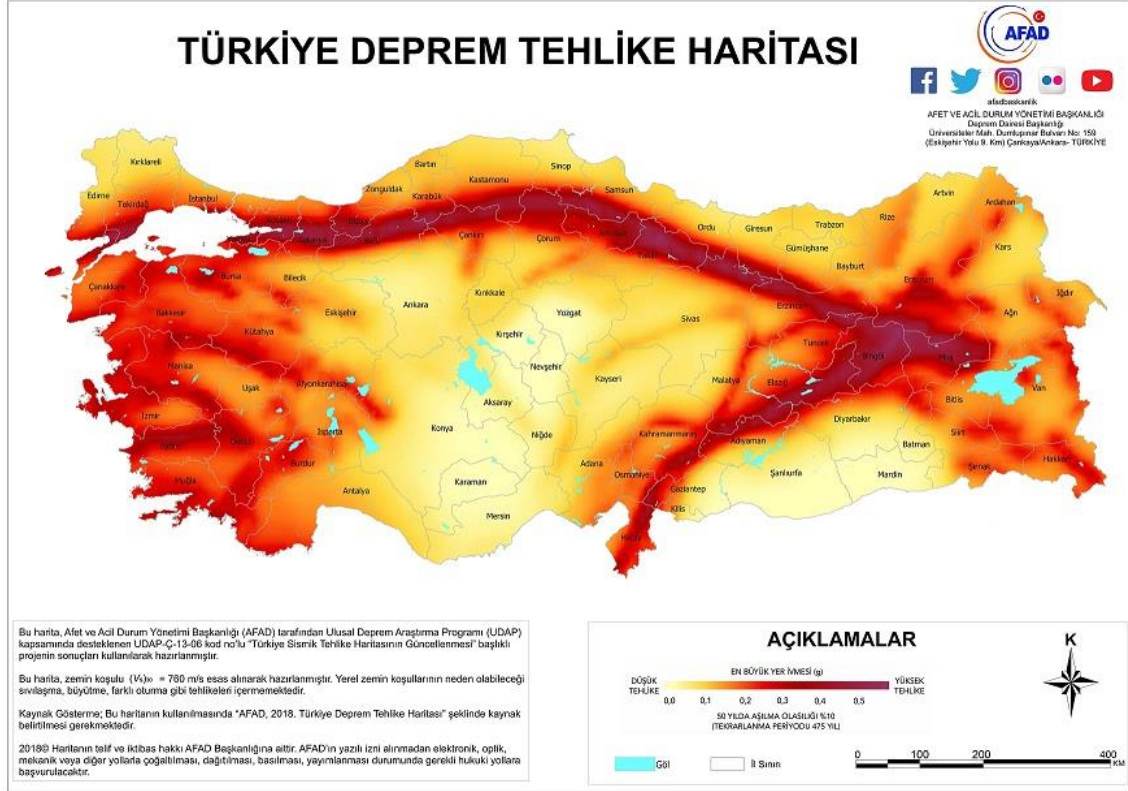 TÜRKİYE DEPREM TEHLİKE HARİTASI
AFAD
afadbaskanlik
AFET VE ACİL DURUM YÖNETİMİ BAŞKANLIĞI
Deprem Dairesi Başkanlığı
Üniversiteler Mah. Dumlupınar Bulvarı No: 159
(Eskişehir Yolu 9. Km) Çankaya/Ankara- TÜRKİYE
Kırklareli
Edirne
Tekirdağ
İstanbul
Zonguldak
Bartın
Karabük
Kastamonu
Sinop
Samsun
Ordu
Giresun
Trabzon
Rize
Artvin
Ardahan
Kars
Gümüşhane
Bayburt
Erzurum
Iğdır
Ağrı
Çankırı
Çorum
Çanakkale
Bursa
Bilecik
Balıkesir
Kütahya
Eskişehir
Ankara
Kırıkkale
Yozgat
Sivas
Erzincan
Tunceli
Bingöl
Muş
Kırşehir
Nevşehir
Kayseri
Malatya
Elazığ
Manisa
Uşak
Afyonkarahisar
Aksaray
Bitlis
Van
İzmir
Konya
Niğde
Kahramanmaraş
Adıyaman
Diyarbakır
Batman
Siirt
Isparta
Burdur
Muğla
Antalya
Karaman
Mersin
Adana
Osmaniye
Gaziantep
Kilis
Şanlıurfa
Mardin
Şırnak
Hakkari
Hatay
Bu harita, Afet ve Acil Durum Yönetimi Başkanlığı (AFAD) tarafından Ulusal Deprem Araştırma Programı (UDAP)
kapsamında desteklenen UDAP-Ç-13-06 kod no'lu "Türkiye Sismik Tehlike Haritasının Güncellenmesi" başlıklı
projenin sonuçları kullanılarak hazırlanmıştır.
Bu harita, zemin koşulu (Vs)30 = 760 m/s esas alınarak hazırlanmıştır. Yerel zemin koşullarının neden olabileceği
sıvılaşma, büyütme, farklı oturma gibi tehlikeleri içermemektedir.
Kaynak Gösterme; Bu haritanın kullanılmasında "AFAD, 2018. Türkiye Deprem Tehlike Haritası" şeklinde kaynak
belirtilmesi gerekmektedir.
2018© Haritanın telif ve iktibas hakkı AFAD Başkanlığına aittir. AFAD'ın yazılı izni alınmadan elektronik, optik,
mekanik veya diğer yollarla çoğaltılması, dağıtılması, basılması, yayımlanması durumunda gerekli hukuki yollara
başvurulacaktır.
AÇIKLAMALAR
EN BÜYÜK YER İVMESİ (g)
DÜŞÜK TEHLİKE
YÜKSEK TEHLİKE
0,0 0,1 0,2 0,3 0,4 0,5
50 YILDA AŞILMA OLASILIĞI %10
(TEKRARLANMA PERİYODU 475 YIL)
Göl
İl Sınırı
K
0 100 200 400
KM